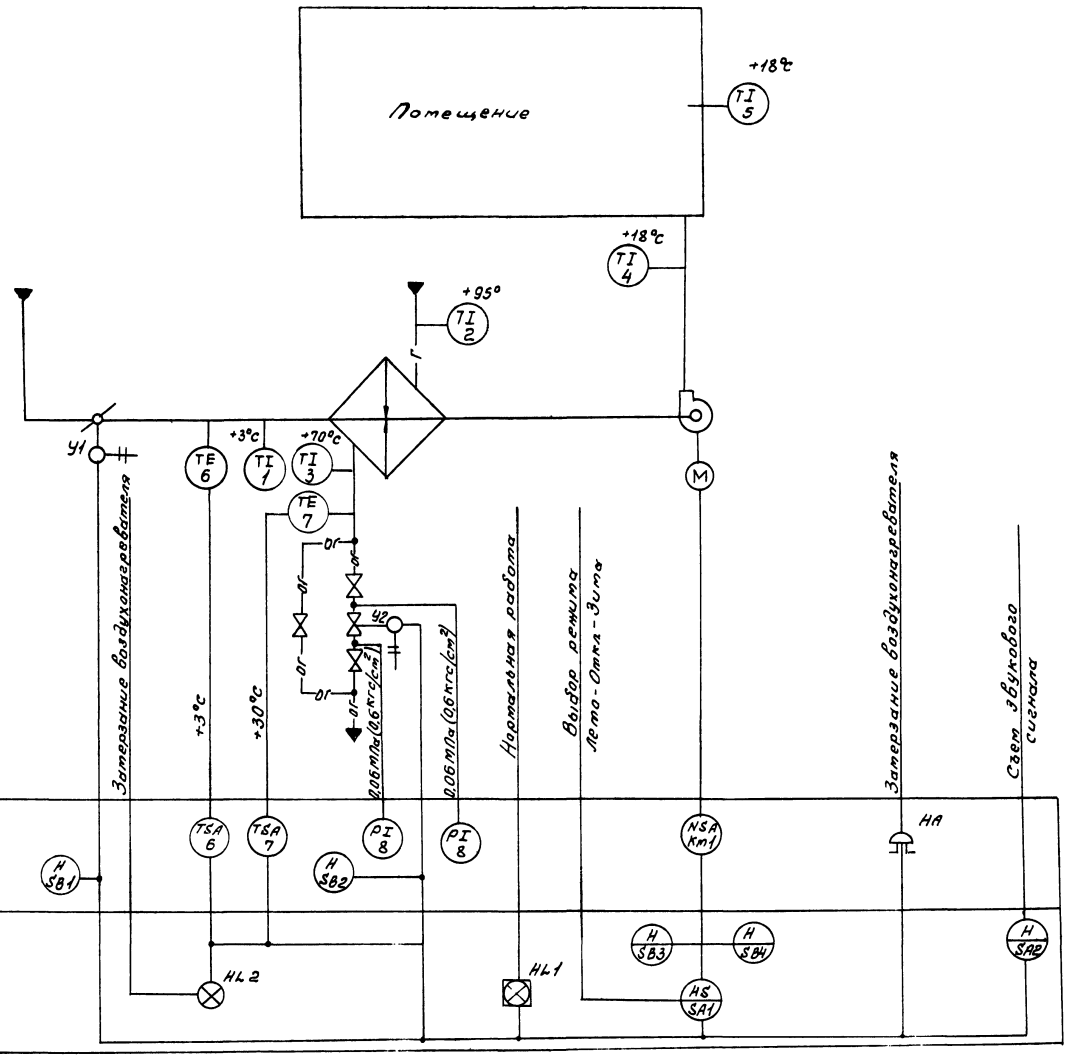 +18°С
Помещение
TI
5
+18°С
TI
4
+95°
TI
2
Г
У1
+3°С
+70°С
TE
6
TI
1
TI
3
TE
7
М
ОГ
ОГ
ОГ
ОГ
ОГ
ОГ
У2
Затерзание воздухонагревателя
+3°С
+30°С
0,06 мПа (0,6 кгс/см²)
0,06 мПа (0,6 кгс/см²)
Нормальная работа
Выбор режима
Лето-Откл-Зима
Затерзание воздухонагревателя
Съем звукового
сигнала
TSA
6
TSA
7
PI
8
PI
8
NSA
КМ1
НА
H
SB1
H
SB2
H
SB3
H
SB4
H
SA2
HL2
HL1
HS
SA1